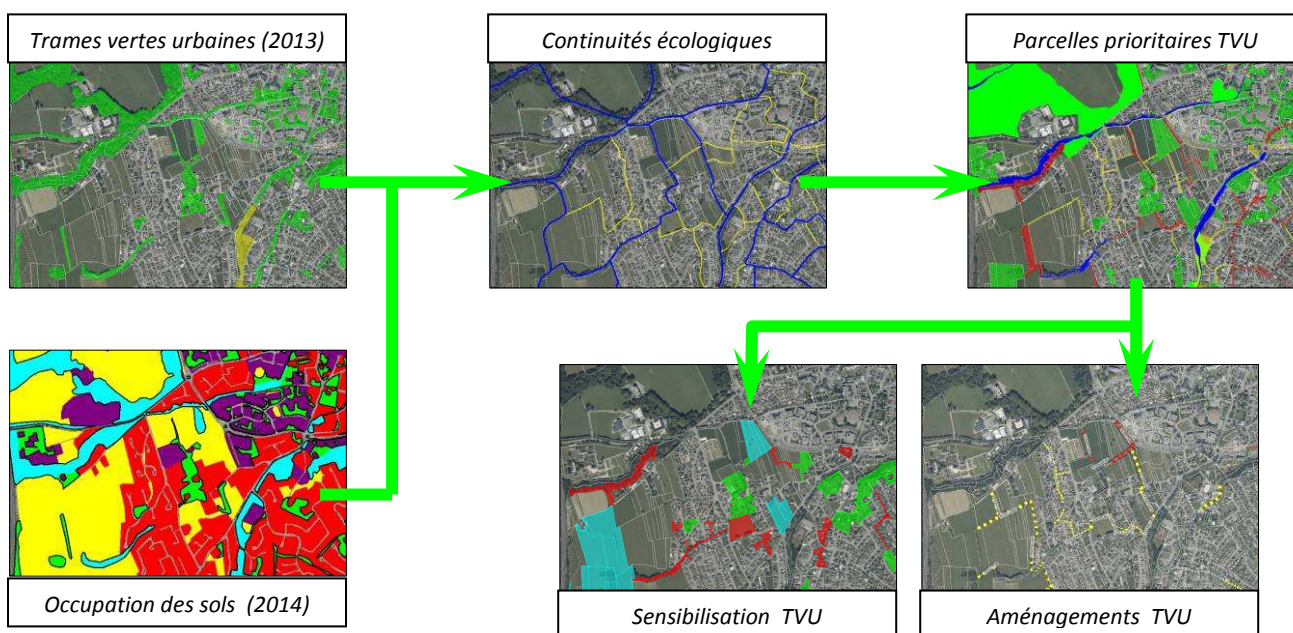 Trames vertes urbaines (2013)
Continuités écologiques
Parcelles prioritaires TVU
Occupation des sols (2014)
Sensibilisation TVU
Aménagements TVU